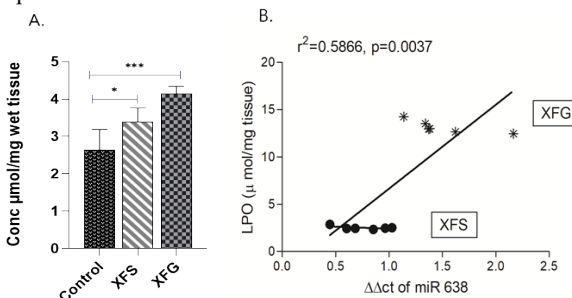 A.
B.
***
*
Conc µmol/mg wet tissue
5
4
3
2
1
0
Control
XFS
XFG
r²=0.5866, p=0.0037
LPO (μ mol/mg tissue)
20
15
10
5
0
0.0 0.5 1.0 1.5 2.0 2.5
ΔΔct of miR 638
XFG
XFS